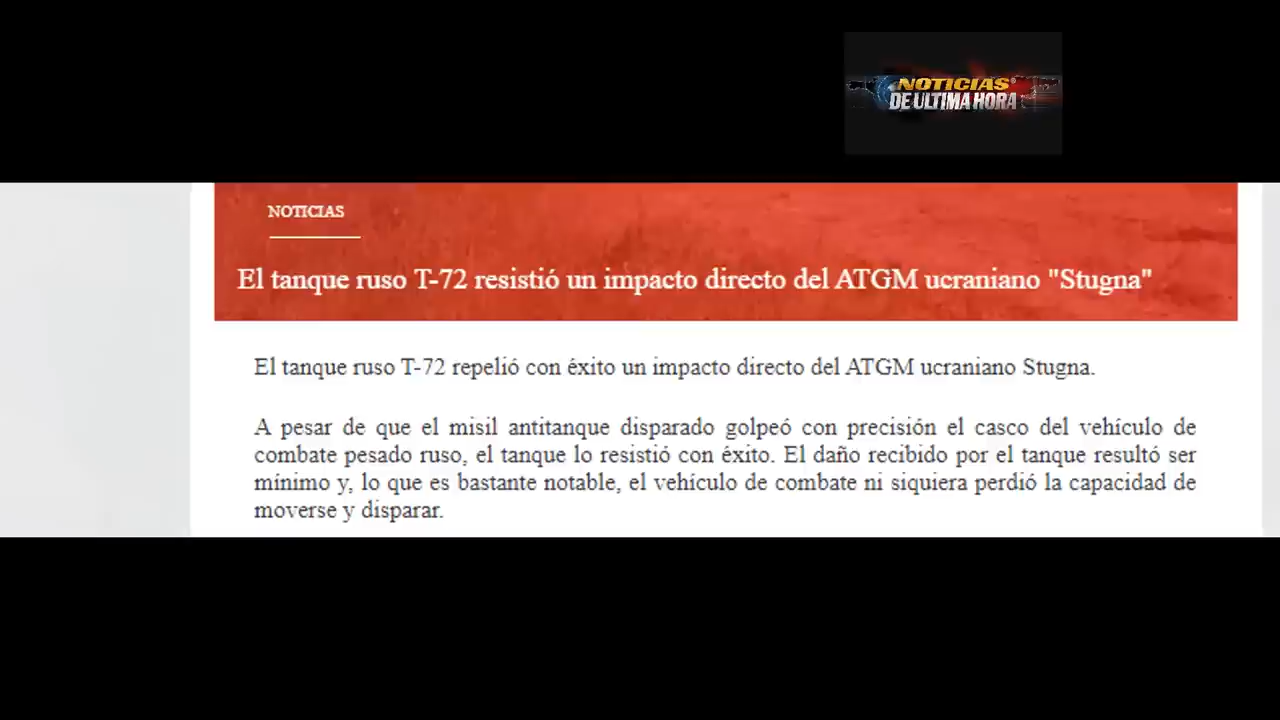 NOTICIAS
DE ULTIMA HORA
NOTICIAS
El tanque ruso T-72 resistió un impacto directo del ATGM ucraniano "Stugna"
El tanque ruso T-72 repelió con éxito un impacto directo del ATGM ucraniano Stugna.
A pesar de que el misil antitanque disparado golpeó con precisión el casco del vehículo de
combate pesado ruso, el tanque lo resistió con éxito. El daño recibido por el tanque resultó ser
mínimo y, lo que es bastante notable, el vehículo de combate ni siquiera perdió la capacidad de
moverse y disparar.